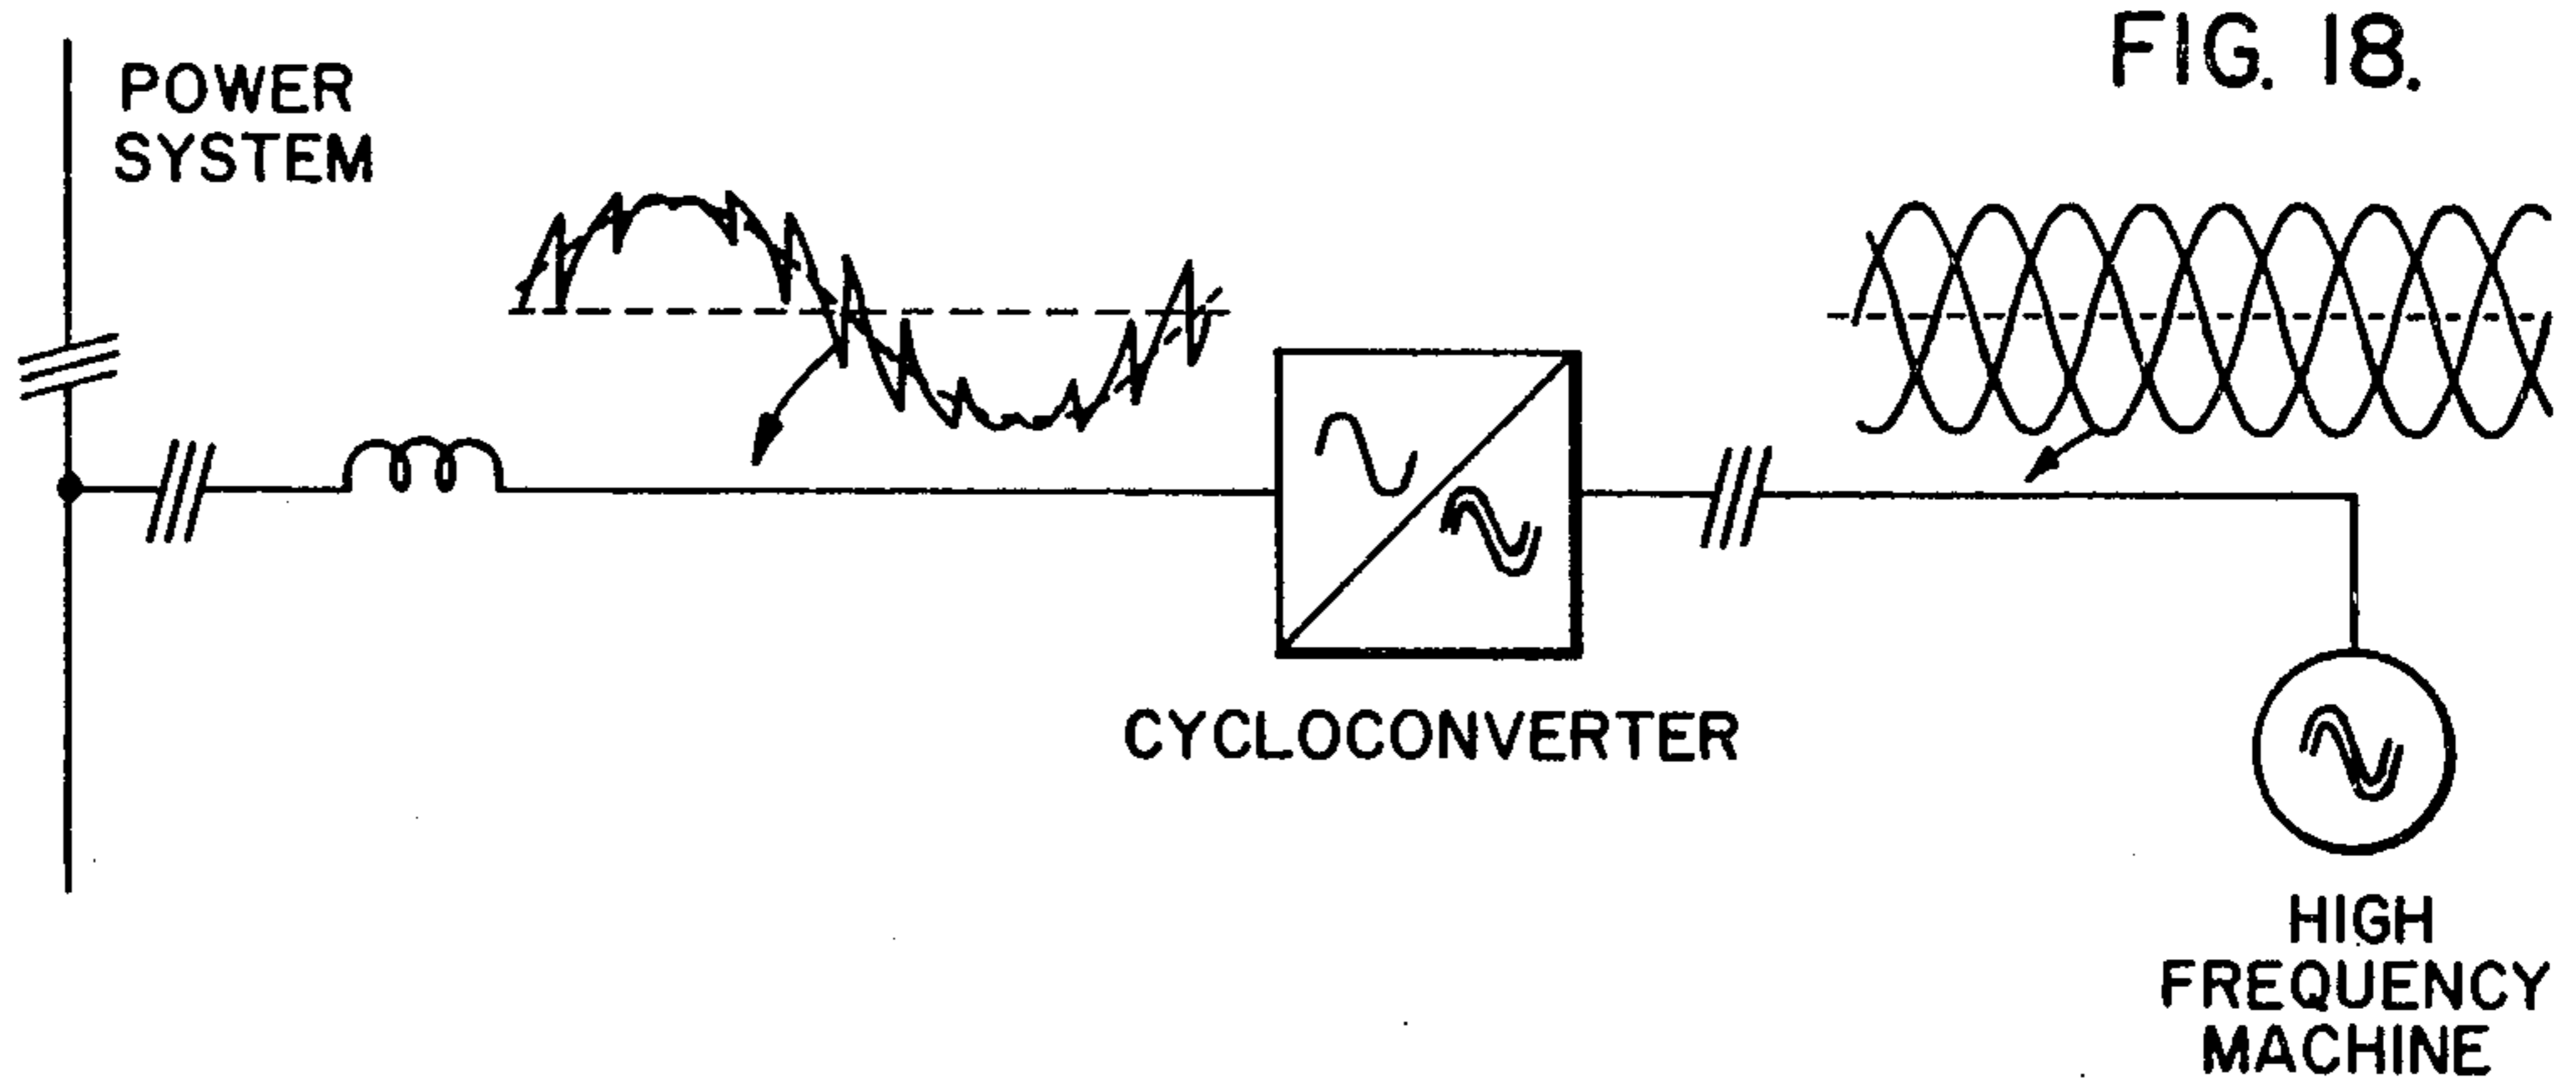 FIG. 18.
POWER
SYSTEM
CYCLOCONVERTER
HIGH
FREQUENCY
MACHINE